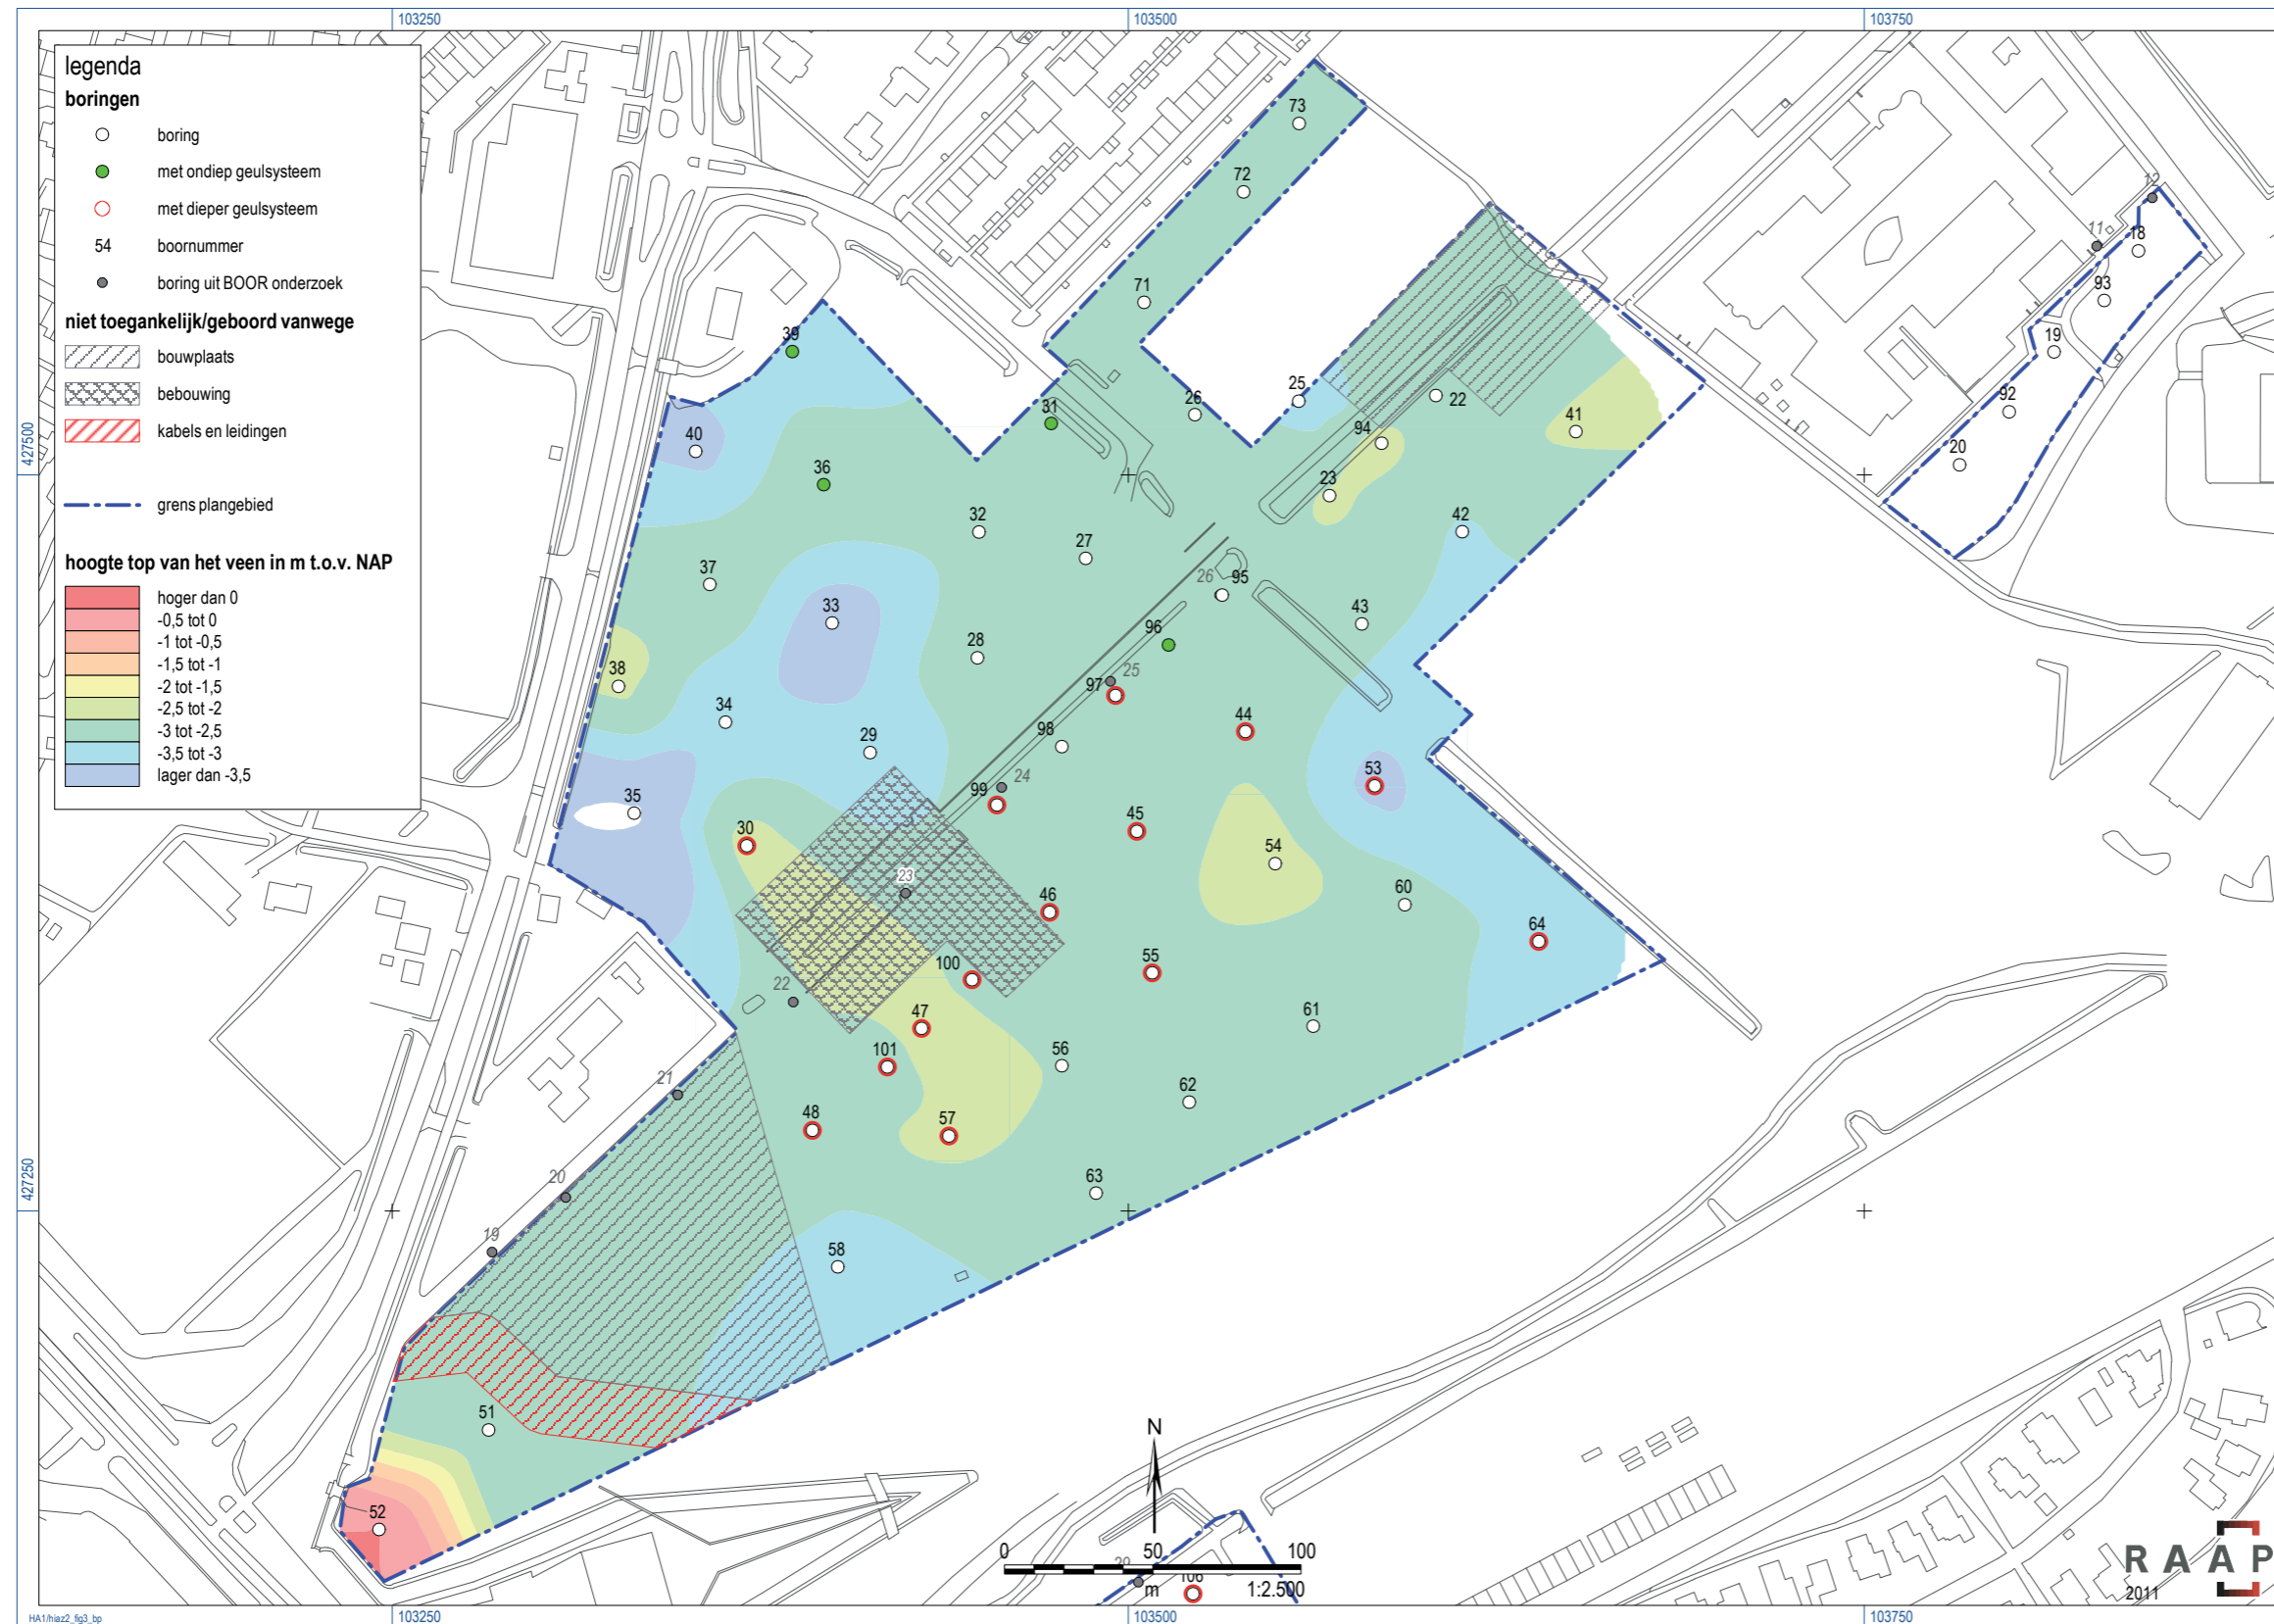 103250
103500
103750
427500
427250
legenda
boringen
boring
met ondiep geulsysteem
met dieper geulsysteem
54 boornummer
boring uit BOOR onderzoek
niet toegankelijk/geboord vanwege
bouwplaats
bebouwing
kabels en leidingen
grens plangebied
hoogte top van het veen in m t.o.v. NAP
hoger dan 0
-0,5 tot 0
-1 tot -0,5
-1,5 tot -1
-2 tot -1,5
-2,5 tot -2
-3 tot -2,5
-3,5 tot -3
lager dan -3,5
73
72
12
11
18
71
93
39
19
25
26
22
92
31
41
40
94
20
36
23
32
42
27
37
26
95
33
43
96
28
38
25
97
34
44
98
29
53
24
99
35
45
30
54
23
60
46
64
100
55
22
47
61
101
56
21
62
48
57
20
63
19
58
51
52
N
0 50 100
m 1:2.500
29
106
RAAP
2011
HA1/hiaz2_fig3_bp
103250
103500
103750